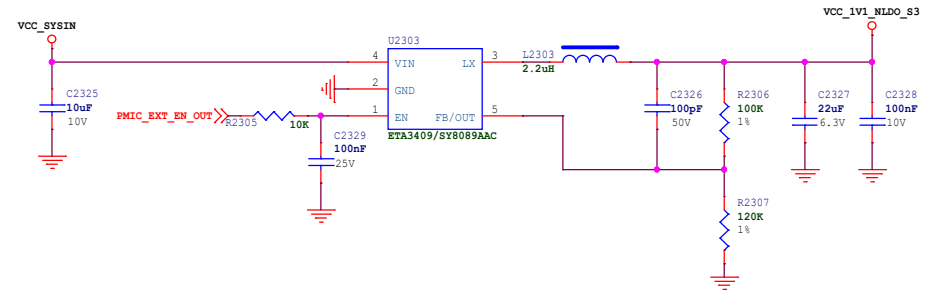 VCC_SYSIN
VCC_1V1_NLDO_S3
U2303
L2303
2.2uH
4
VIN
LX
3
2
GND
1
EN
FB/OUT
5
ETA3409/SY8089AAC
C2325
10uF
10V
PMIC_EXT_EN_OUT
R2305
10K
C2329
100nF
25V
C2326
100pF
50V
R2306
100K
1%
C2327
22uF
6.3V
C2328
100nF
10V
R2307
120K
1%